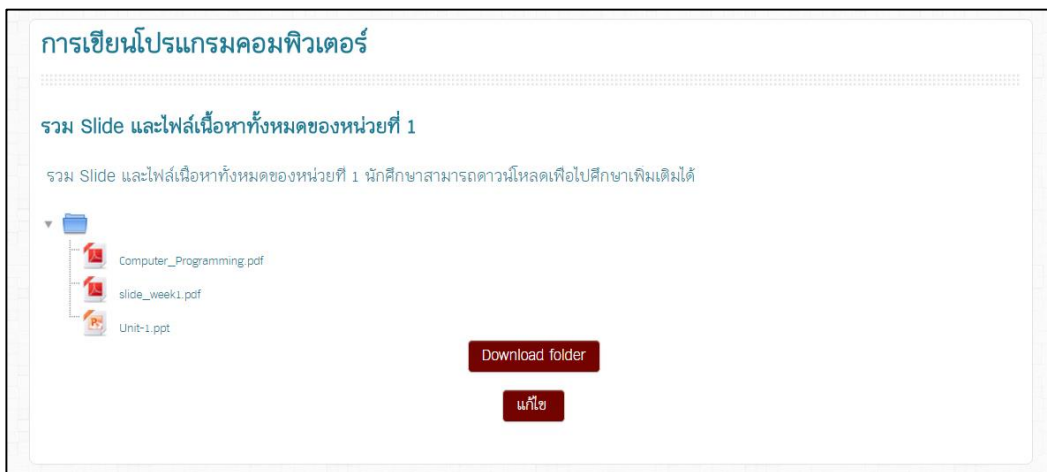 การเขียนโปรแกรมคอมพิวเตอร์
รวม Slide และไฟล์เนื้อหาทั้งหมดของหน่วยที่ 1
รวม Slide และไฟล์เนื้อหาทั้งหมดของหน่วยที่ 1 นักศึกษาสามารถดาวน์โหลดเพื่อไปศึกษาเพิ่มเติมได้
Computer_Programming.pdf
slide_week1.pdf
Unit-1.ppt
Download folder
แก้ไข